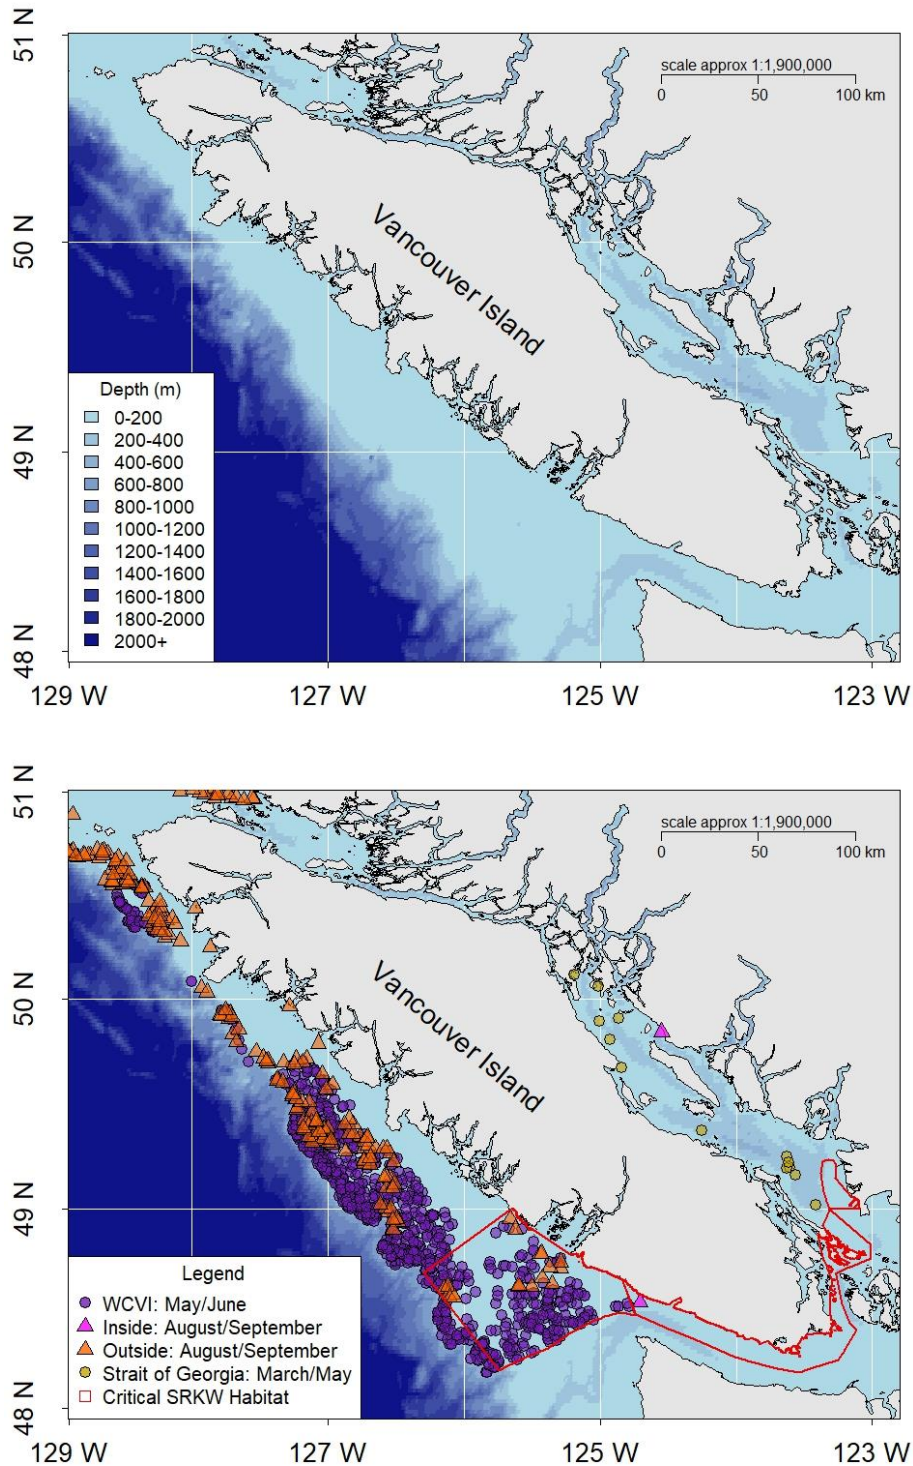 51 N
scale approx 1:1,900,000
0 50 100 km
50 N
Vancouver Island
Depth (m)
0-200
200-400
49 N
400-600
600-800
800-1000
1000-1200
1200-1400
1400-1600
1600-1800
1800-2000
2000+
48 N
129 W 127 W 125 W 123 W
51 N
scale approx 1:1,900,000
0 50 100 km
50 N
Vancouver Island
49 N
Legend
WCVI: May/June
Inside: August/September
Outside: August/September
Strait of Georgia: March/May
Critical SRKW Habitat
48 N
129 W 127 W 125 W 123 W